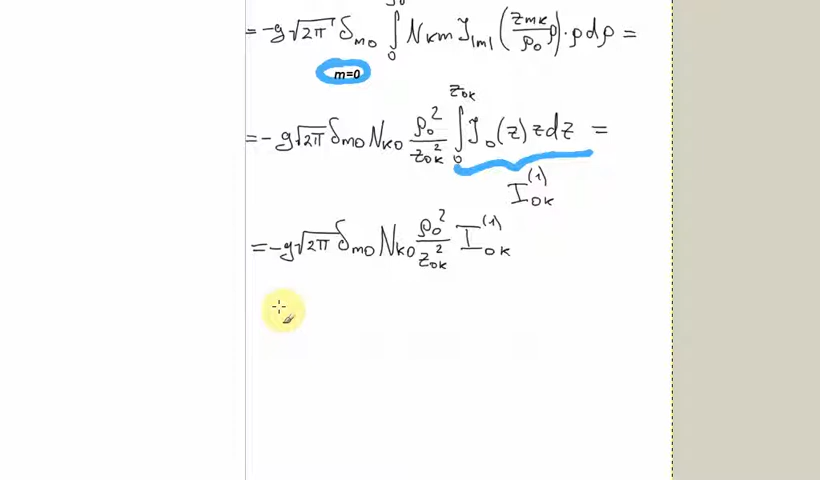 = -g√2π δm0 ∫0 Nkm J|m| (zmk/ρ0 ρ)·ρdρ =
m=0
= -g√2π δm0 Nk0 ρ0²/z0k² ∫0^z0k J0(z) z dz =
I0k^(1)
= -g√2π δm0 Nk0 ρ0²/z0k² I0k^(1)